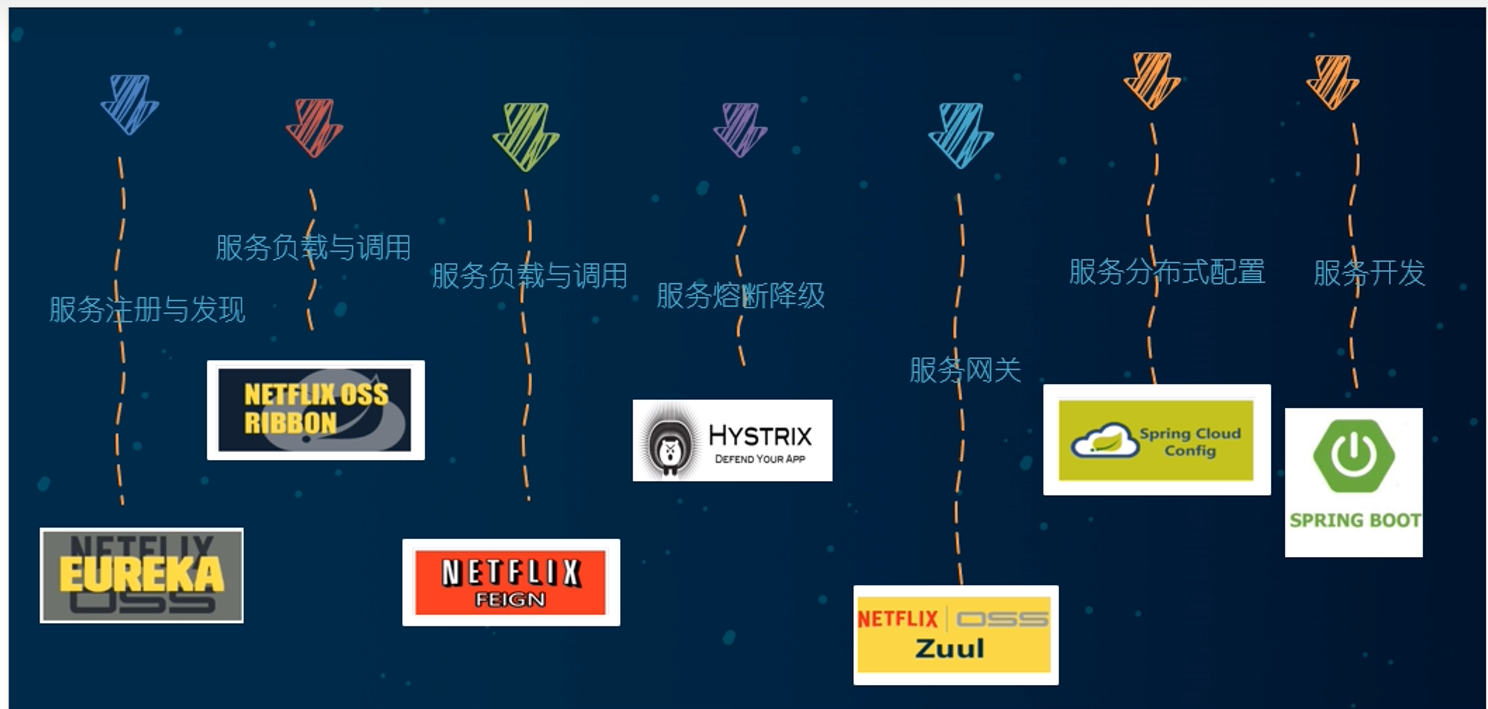 服务注册与发现
NETFLIX
EUREKA
OSS
服务负载与调用
NETFLIX OSS
RIBBON
服务负载与调用
NETFLIX
FEIGN
服务熔断降级
HYSTRIX
DEFEND YOUR APP
服务网关
NETFLIX | OSS
Zuul
服务分布式配置
Spring Cloud
Config
服务开发
SPRING BOOT